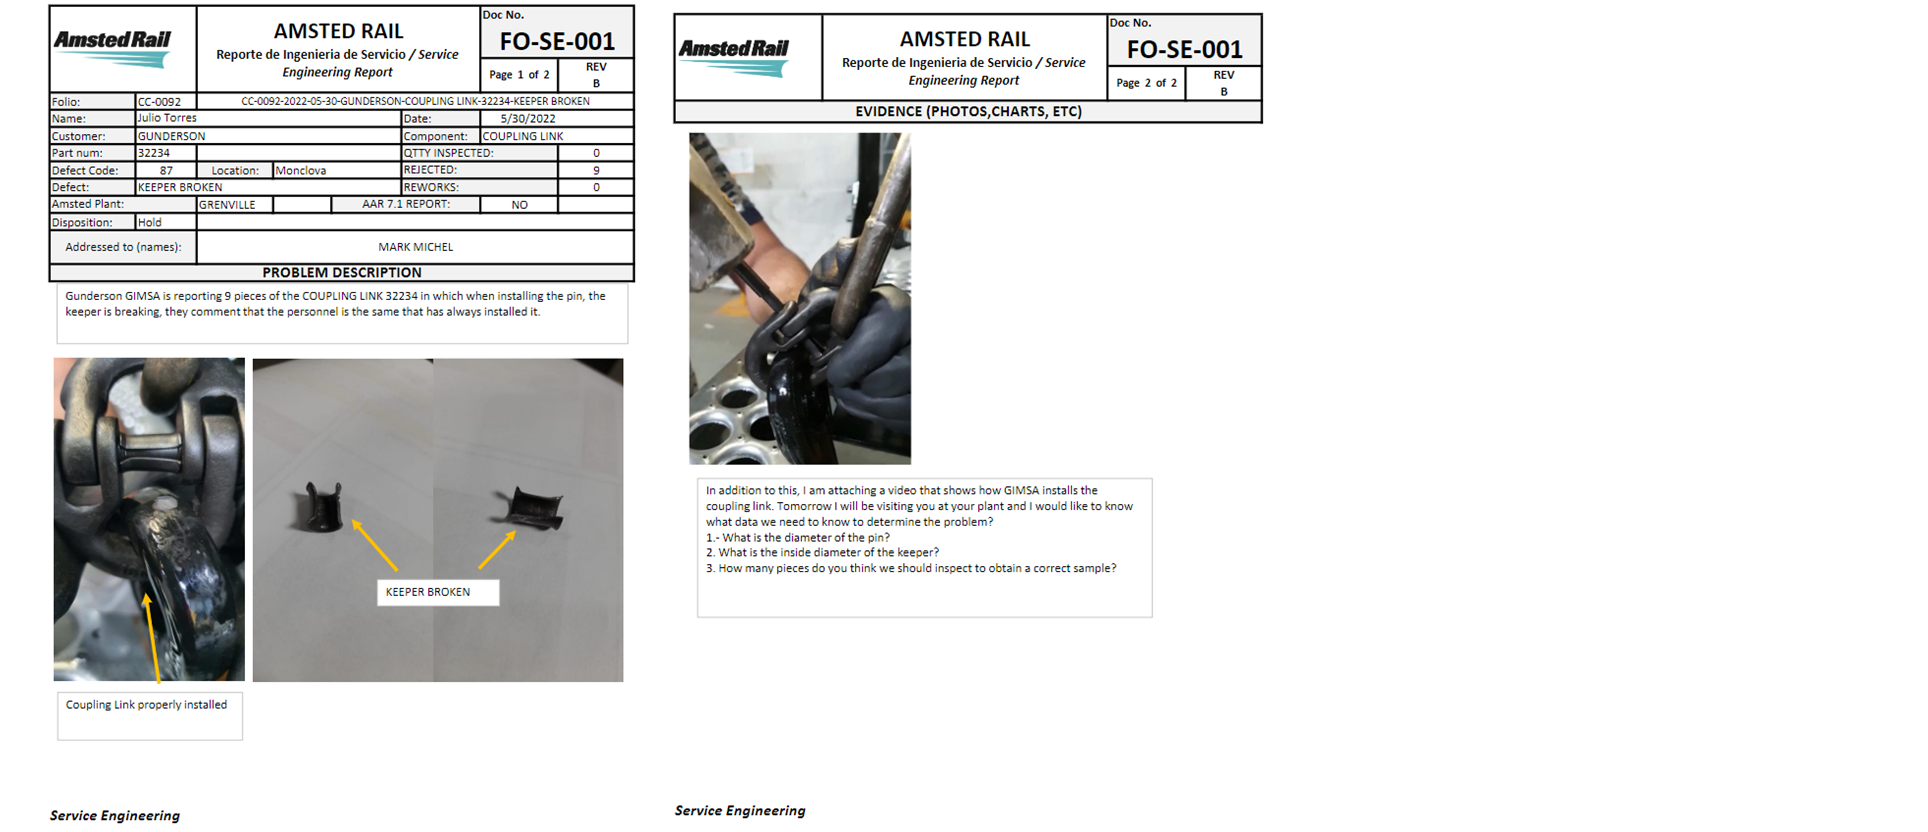 Amsted Rail
AMSTED RAIL
Reporte de Ingenieria de Servicio / Service
Engineering Report
Doc No.
FO-SE-001
Page 1 of 2
REV
B
Folio: CC-0092 CC-0092-2022-05-30-GUNDERSON-COUPLING LINK-32234-KEEPER BROKEN
Name: Julio Torres Date: 5/30/2022
Customer: GUNDERSON Component: COUPLING LINK
Part num: 32234 QTTY INSPECTED: 0
Defect Code: 87 Location: Monclova REJECTED: 9
Defect: KEEPER BROKEN REWORKS: 0
Amsted Plant: GRENVILLE AAR 7.1 REPORT: NO
Disposition: Hold
Addressed to (names): MARK MICHEL
PROBLEM DESCRIPTION
Gunderson GIMSA is reporting 9 pieces of the COUPLING LINK 32234 in which when installing the pin, the
keeper is breaking, they comment that the personnel is the same that has always installed it.
KEEPER BROKEN
Coupling Link properly installed
Service Engineering
Amsted Rail
AMSTED RAIL
Reporte de Ingenieria de Servicio / Service
Engineering Report
Doc No.
FO-SE-001
Page 2 of 2
REV
B
EVIDENCE (PHOTOS,CHARTS, ETC)
In addition to this, I am attaching a video that shows how GIMSA installs the
coupling link. Tomorrow I will be visiting you at your plant and I would like to know
what data we need to know to determine the problem?
1.- What is the diameter of the pin?
2. What is the inside diameter of the keeper?
3. How many pieces do you think we should inspect to obtain a correct sample?
Service Engineering